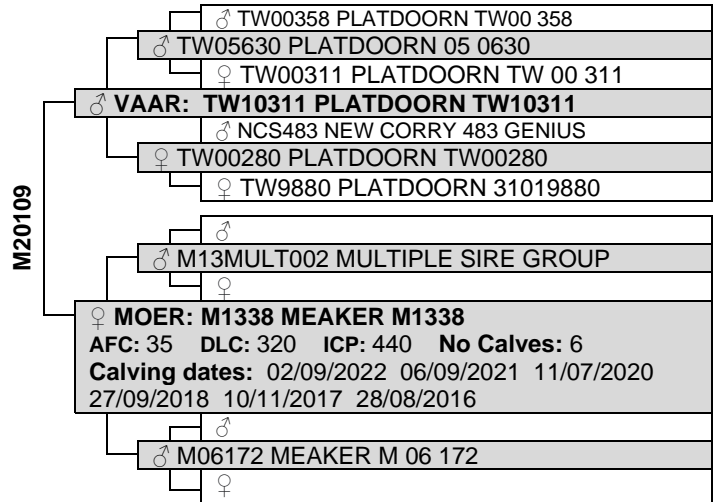 ♂ TW00358 PLATDOORN TW00 358
♂ TW05630 PLATDOORN 05 0630
♀ TW00311 PLATDOORN TW 00 311
♂ VAAR: TW10311 PLATDOORN TW10311
♂ NCS483 NEW CORRY 483 GENIUS
♀ TW00280 PLATDOORN TW00280
♀ TW9880 PLATDOORN 31019880
M20109
♂
♂ M13MULT002 MULTIPLE SIRE GROUP
♀
♀ MOER: M1338 MEAKER M1338
AFC: 35 DLC: 320 ICP: 440 No Calves: 6
Calving dates: 02/09/2022 06/09/2021 11/07/2020
27/09/2018 10/11/2017 28/08/2016
♂
♂ M06172 MEAKER M 06 172
♀